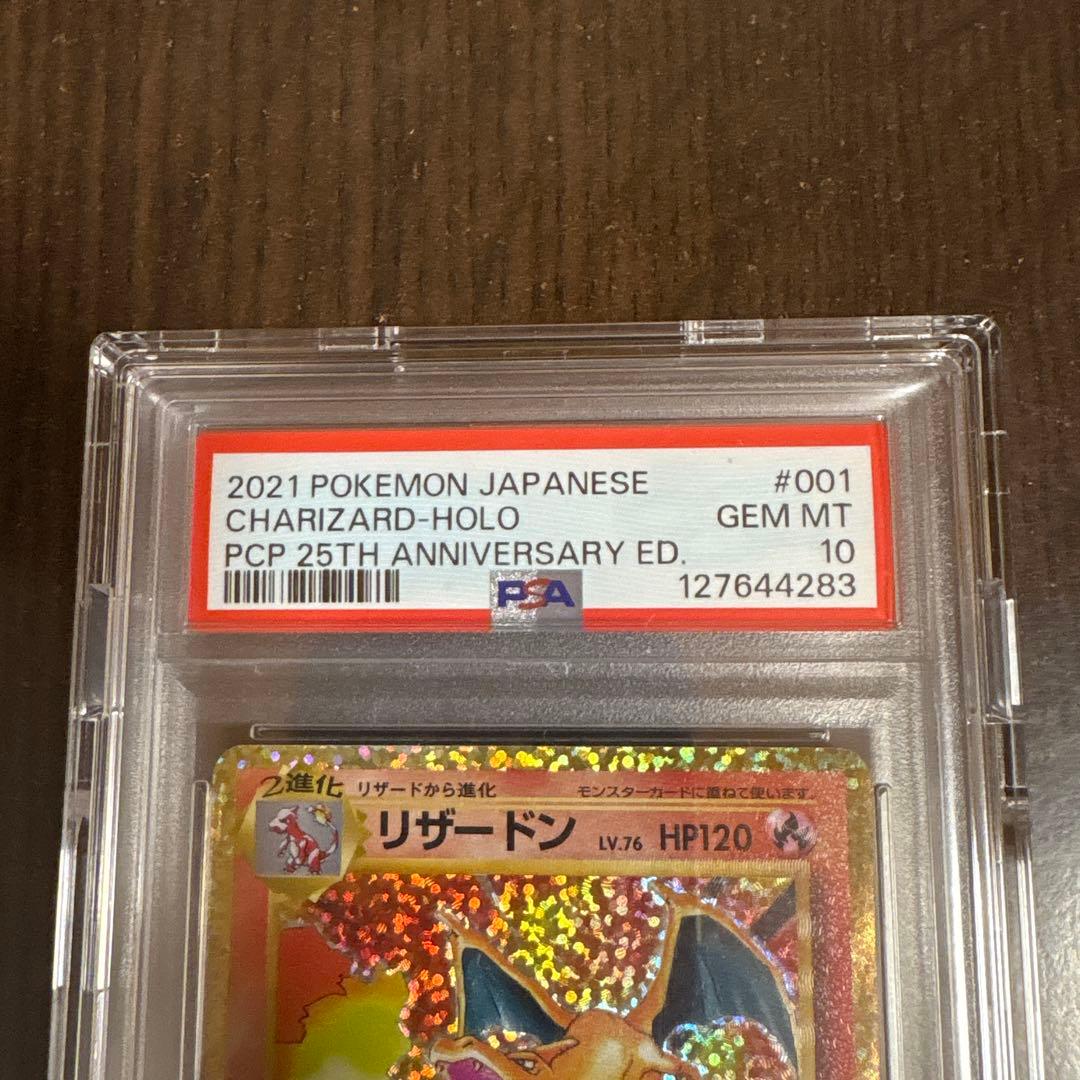 2021 POKEMON JAPANESE #001
CHARIZARD-HOLO GEM MT
PCP 25TH ANNIVERSARY ED. 10
PSA 127644283
2進化 リザードから進化 モンスターカードに重ねて使います。
リザードン LV.76 HP120